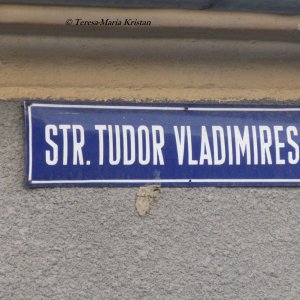 © Teresa-Maria Kristan
STR. TUDOR VLADIMIRES